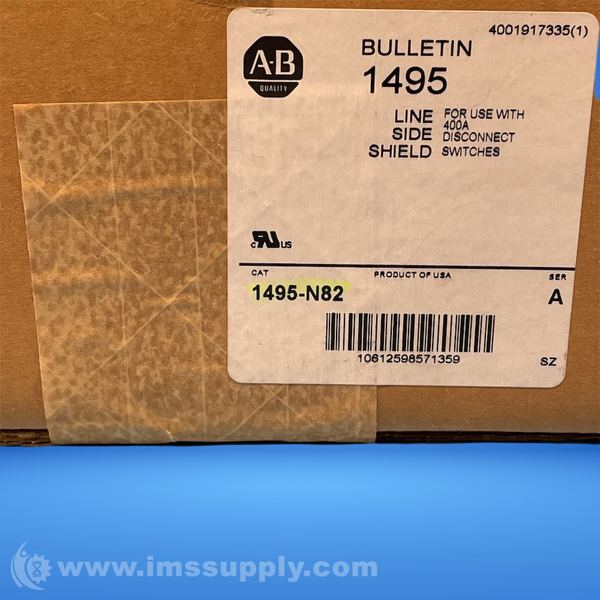 4001917335(1)
A-B
QUALITY
BULLETIN
1495
LINE SIDE SHIELD
FOR USE WITH
400A
DISCONNECT
SWITCHES
c RU US
CAT
PRODUCT OF USA
SER
1495-N82
A
10612598571359
SZ
www.imssupply.com